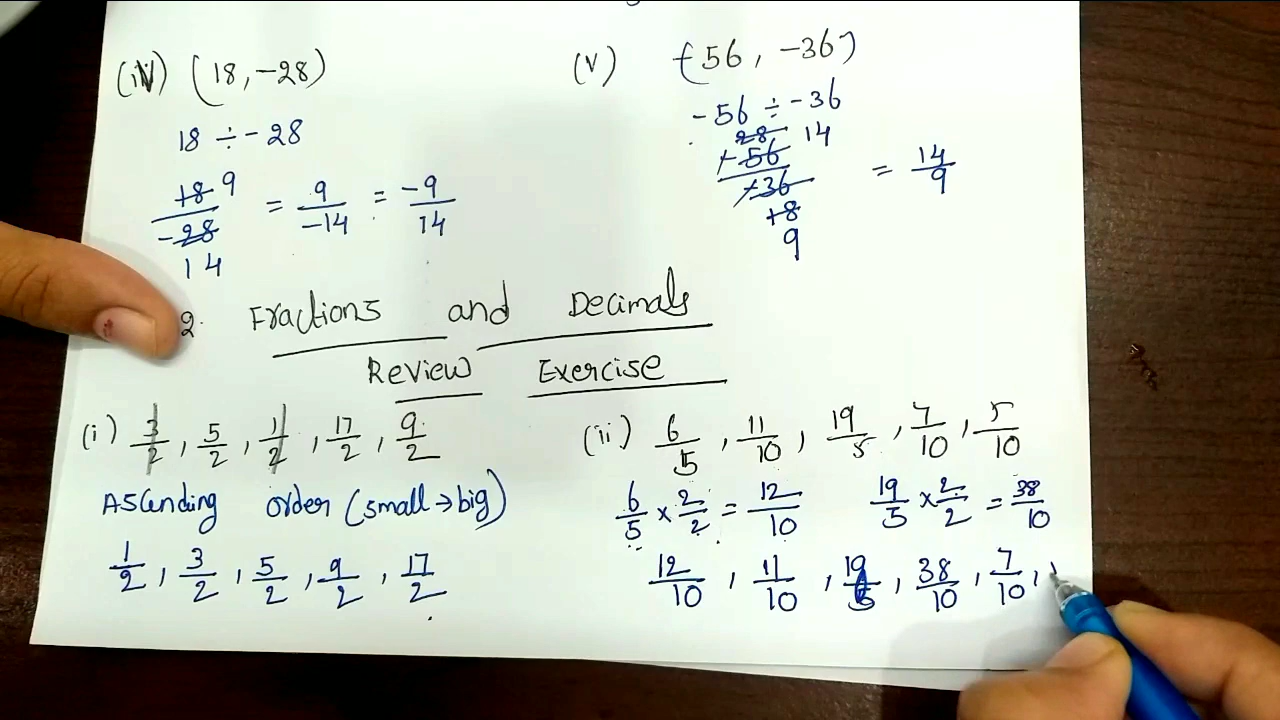 (iv) (18, -28)
18 ÷ -28
18 9
-28
14
= 9/-14 = -9/14
(v) (-56, -36)
-56 ÷ -36
28 14
-56
-36
18
9
= 14/9
2. Fractions and Decimals
Review Exercise
(i) 3/2, 5/2, 1/2, 17/2, 9/2
Ascending order (small → big)
1/2, 3/2, 5/2, 9/2, 17/2
(ii) 6/5, 11/10, 19/5, 7/10, 5/10
6/5 × 2/2 = 12/10 19/5 × 2/2 = 38/10
12/10, 11/10, 19/5, 38/10, 7/10,